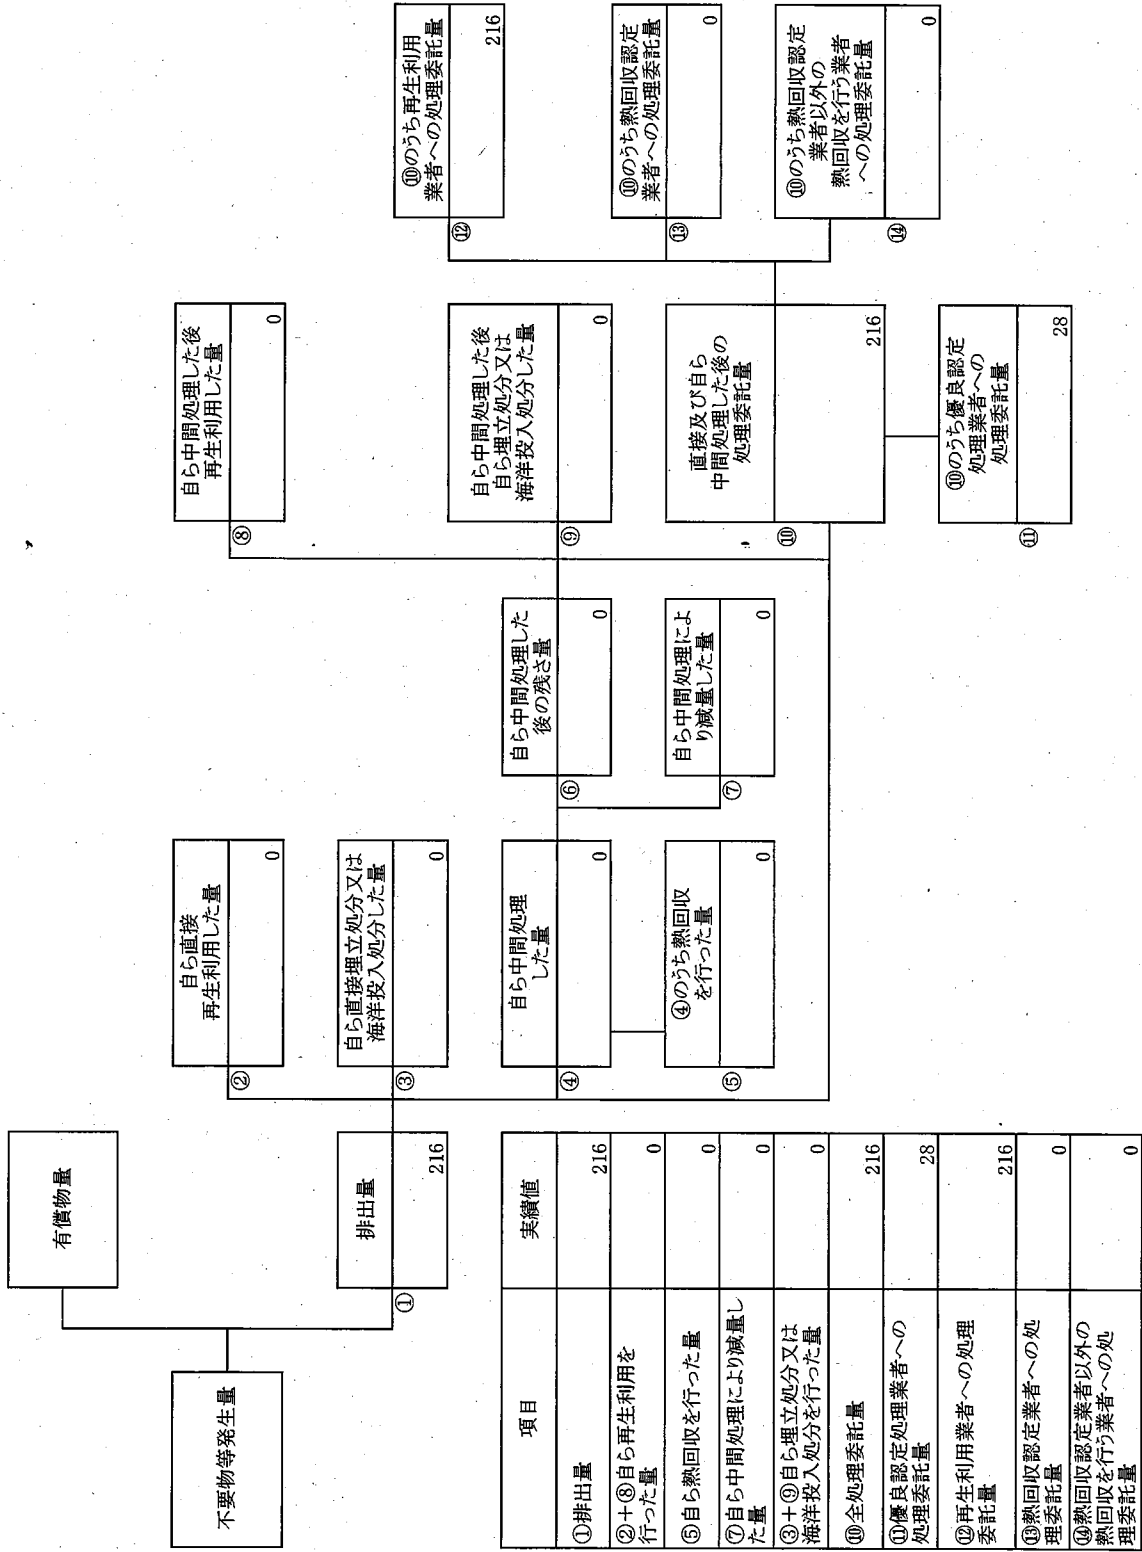 不要物等発生量
有償物量
排出量
①
216
②
自ら直接
再生利用した量
0
③
自ら直接埋立処分又は
海洋投入処分した量
0
④
自ら中間処理
した量
0
⑤
④のうち熱回収
を行った量
0
⑥
自ら中間処理した
後の残さ量
0
⑦
自ら中間処理によ
り減量した量
0
⑧
自ら中間処理した後
再生利用した量
0
⑨
自ら中間処理した後
自ら埋立処分又は
海洋投入処分した量
0
⑩
直接及び自ら
中間処理した後の
処理委託量
216
⑪
⑩のうち優良認定
処理業者への
処理委託量
28
⑫
⑩のうち再生利用
業者への処理委託量
216
⑬
⑩のうち熱回収認定
業者への処理委託量
0
⑭
⑩のうち熱回収認定
業者以外の
熱回収を行う業者
への処理委託量
0
項目 実績値
①排出量 216
②+⑧自ら再生利用を
行った量 0
⑤自ら熱回収を行った量 0
⑦自ら中間処理により減量し
た量 0
③+⑨自ら埋立処分又は
海洋投入処分を行った量 0
⑩全処理委託量 216
⑪優良認定処理業者への
処理委託量 28
⑫再生利用業者への処理
委託量 216
⑬熱回収認定業者への処
理委託量 0
⑭熱回収認定業者以外の
熱回収を行う業者への処
理委託量 0